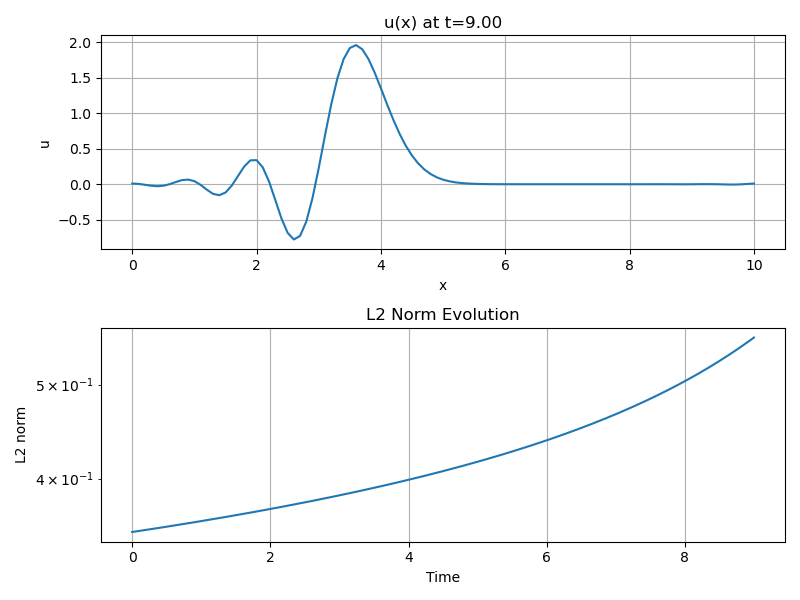 u(x) at t=9.00
2.0
1.5
1.0
0.5
0.0
−0.5
u
0 2 4 6 8 10
x
L2 Norm Evolution
5 × 10⁻¹
4 × 10⁻¹
L2 norm
0 2 4 6 8
Time